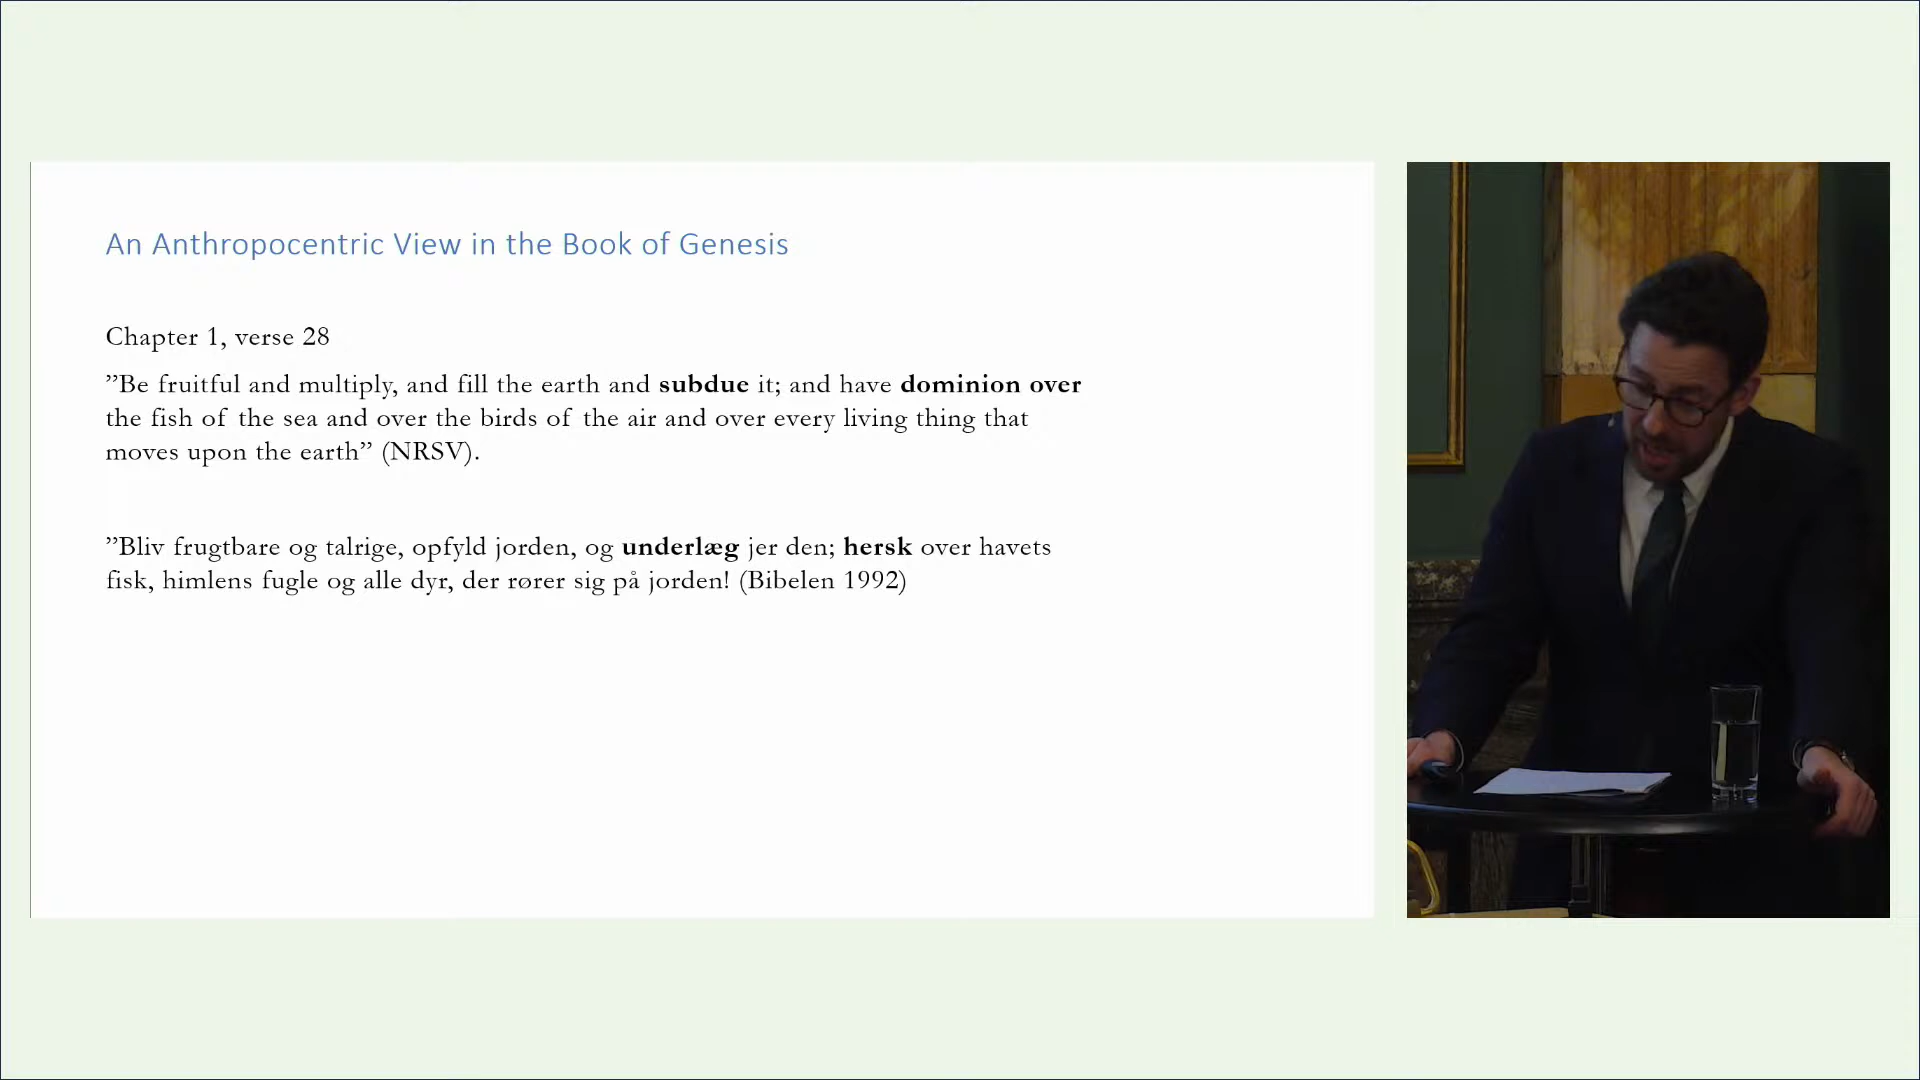 An Anthropocentric View in the Book of Genesis
Chapter 1, verse 28
”Be fruitful and multiply, and fill the earth and subdue it; and have dominion over
the fish of the sea and over the birds of the air and over every living thing that
moves upon the earth” (NRSV).
”Bliv frugtbare og talrige, opfyld jorden, og underlæg jer den; hersk over havets
fisk, himlens fugle og alle dyr, der rører sig på jorden! (Bibelen 1992)